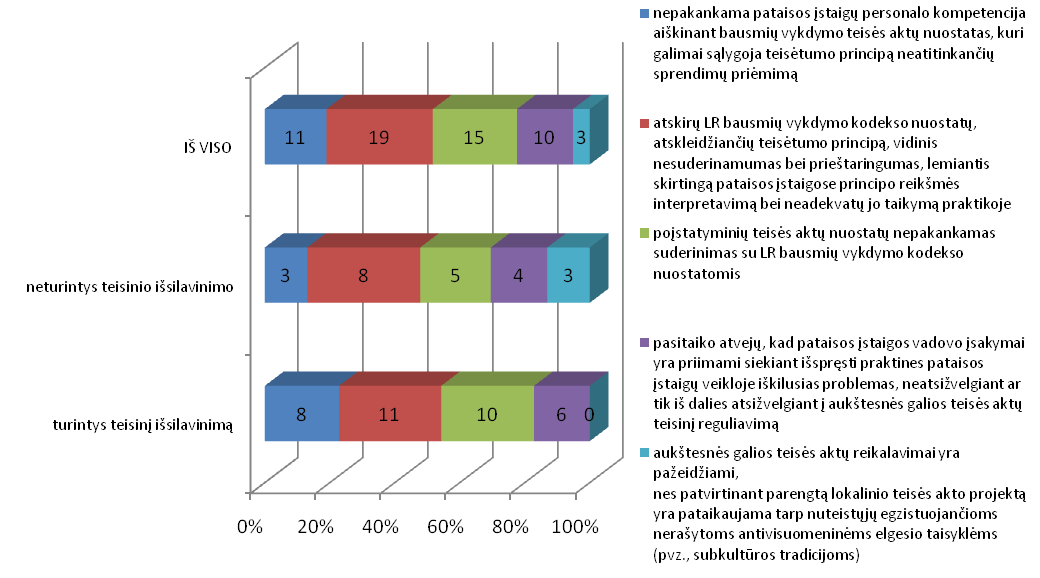 IŠ VISO
11 19 15 10 3
neturintys teisinio išsilavinimo
3 8 5 4 3
turintys teisinį išsilavinimą
8 11 10 6 0
0% 20% 40% 60% 80% 100%
nepakankama pataisos įstaigų personalo kompetencija
aiškinant bausmių vykdymo teisės aktų nuostatas, kuri
galimai sąlygoja teisėtumo principą neatitinkančių
sprendimų priėmimą
atskirų LR bausmių vykdymo kodekso nuostatų,
atskleidžiančių teisėtumo principą, vidinis
nesuderinamumas bei prieštaringumas, lemiantis
skirtingą pataisos įstaigose principo reikšmės
interpretavimą bei neadekvatų jo taikymą praktikoje
poįstatyminių teisės aktų nuostatų nepakankamas
suderinimas su LR bausmių vykdymo kodekso
nuostatomis
pasitaiko atvejų, kad pataisos įstaigos vadovo įsakymai
yra priimami siekiant išspręsti praktines pataisos
įstaigų veikloje iškilusias problemas, neatsižvelgiant ar
tik iš dalies atsižvelgiant į aukštesnės galios teisės aktų
teisinį reguliavimą
aukštesnės galios teisės aktų reikalavimai yra
pažeidžiami,
nes patvirtinant parengtą lokalinio teisės akto projektą
yra pataikaujama tarp nuteistųjų egzistuojančioms
nerašytoms antivisuomeninėms elgesio taisyklėms
(pvz., subkultūros tradicijoms)